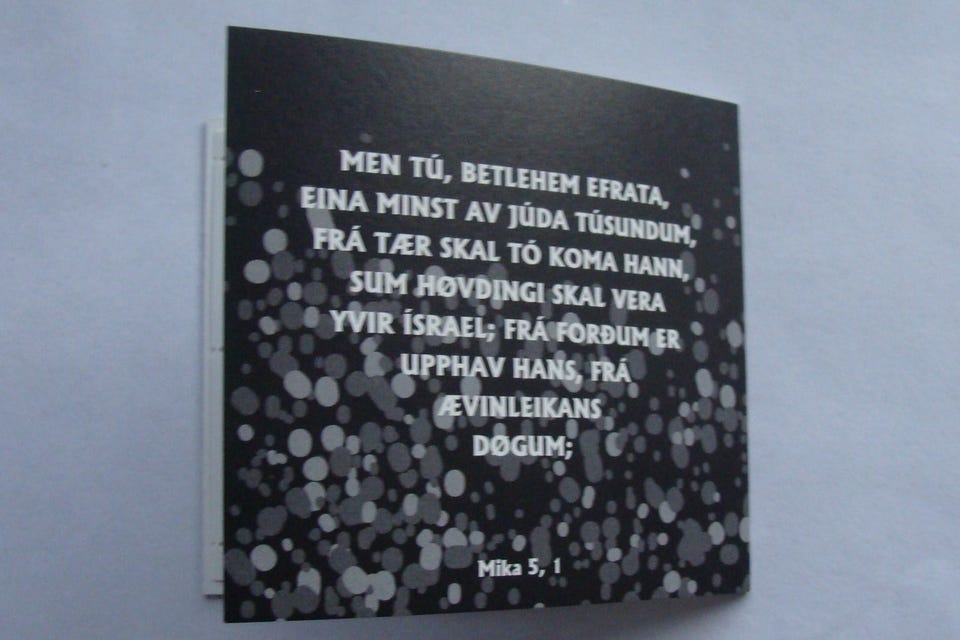 MEN TÚ, BETLEHEM EFRATA,
EINA MINST AV JÚDA TÚSUNDUM,
FRÁ TÆR SKAL TÓ KOMA HANN,
SUM HØVDINGI SKAL VERA
YVIR ÍSRAEL; FRÁ FORÐUM ER
UPPHAV HANS, FRÁ
ÆVINLEIKANS
DØGUM;
Mika 5, 1